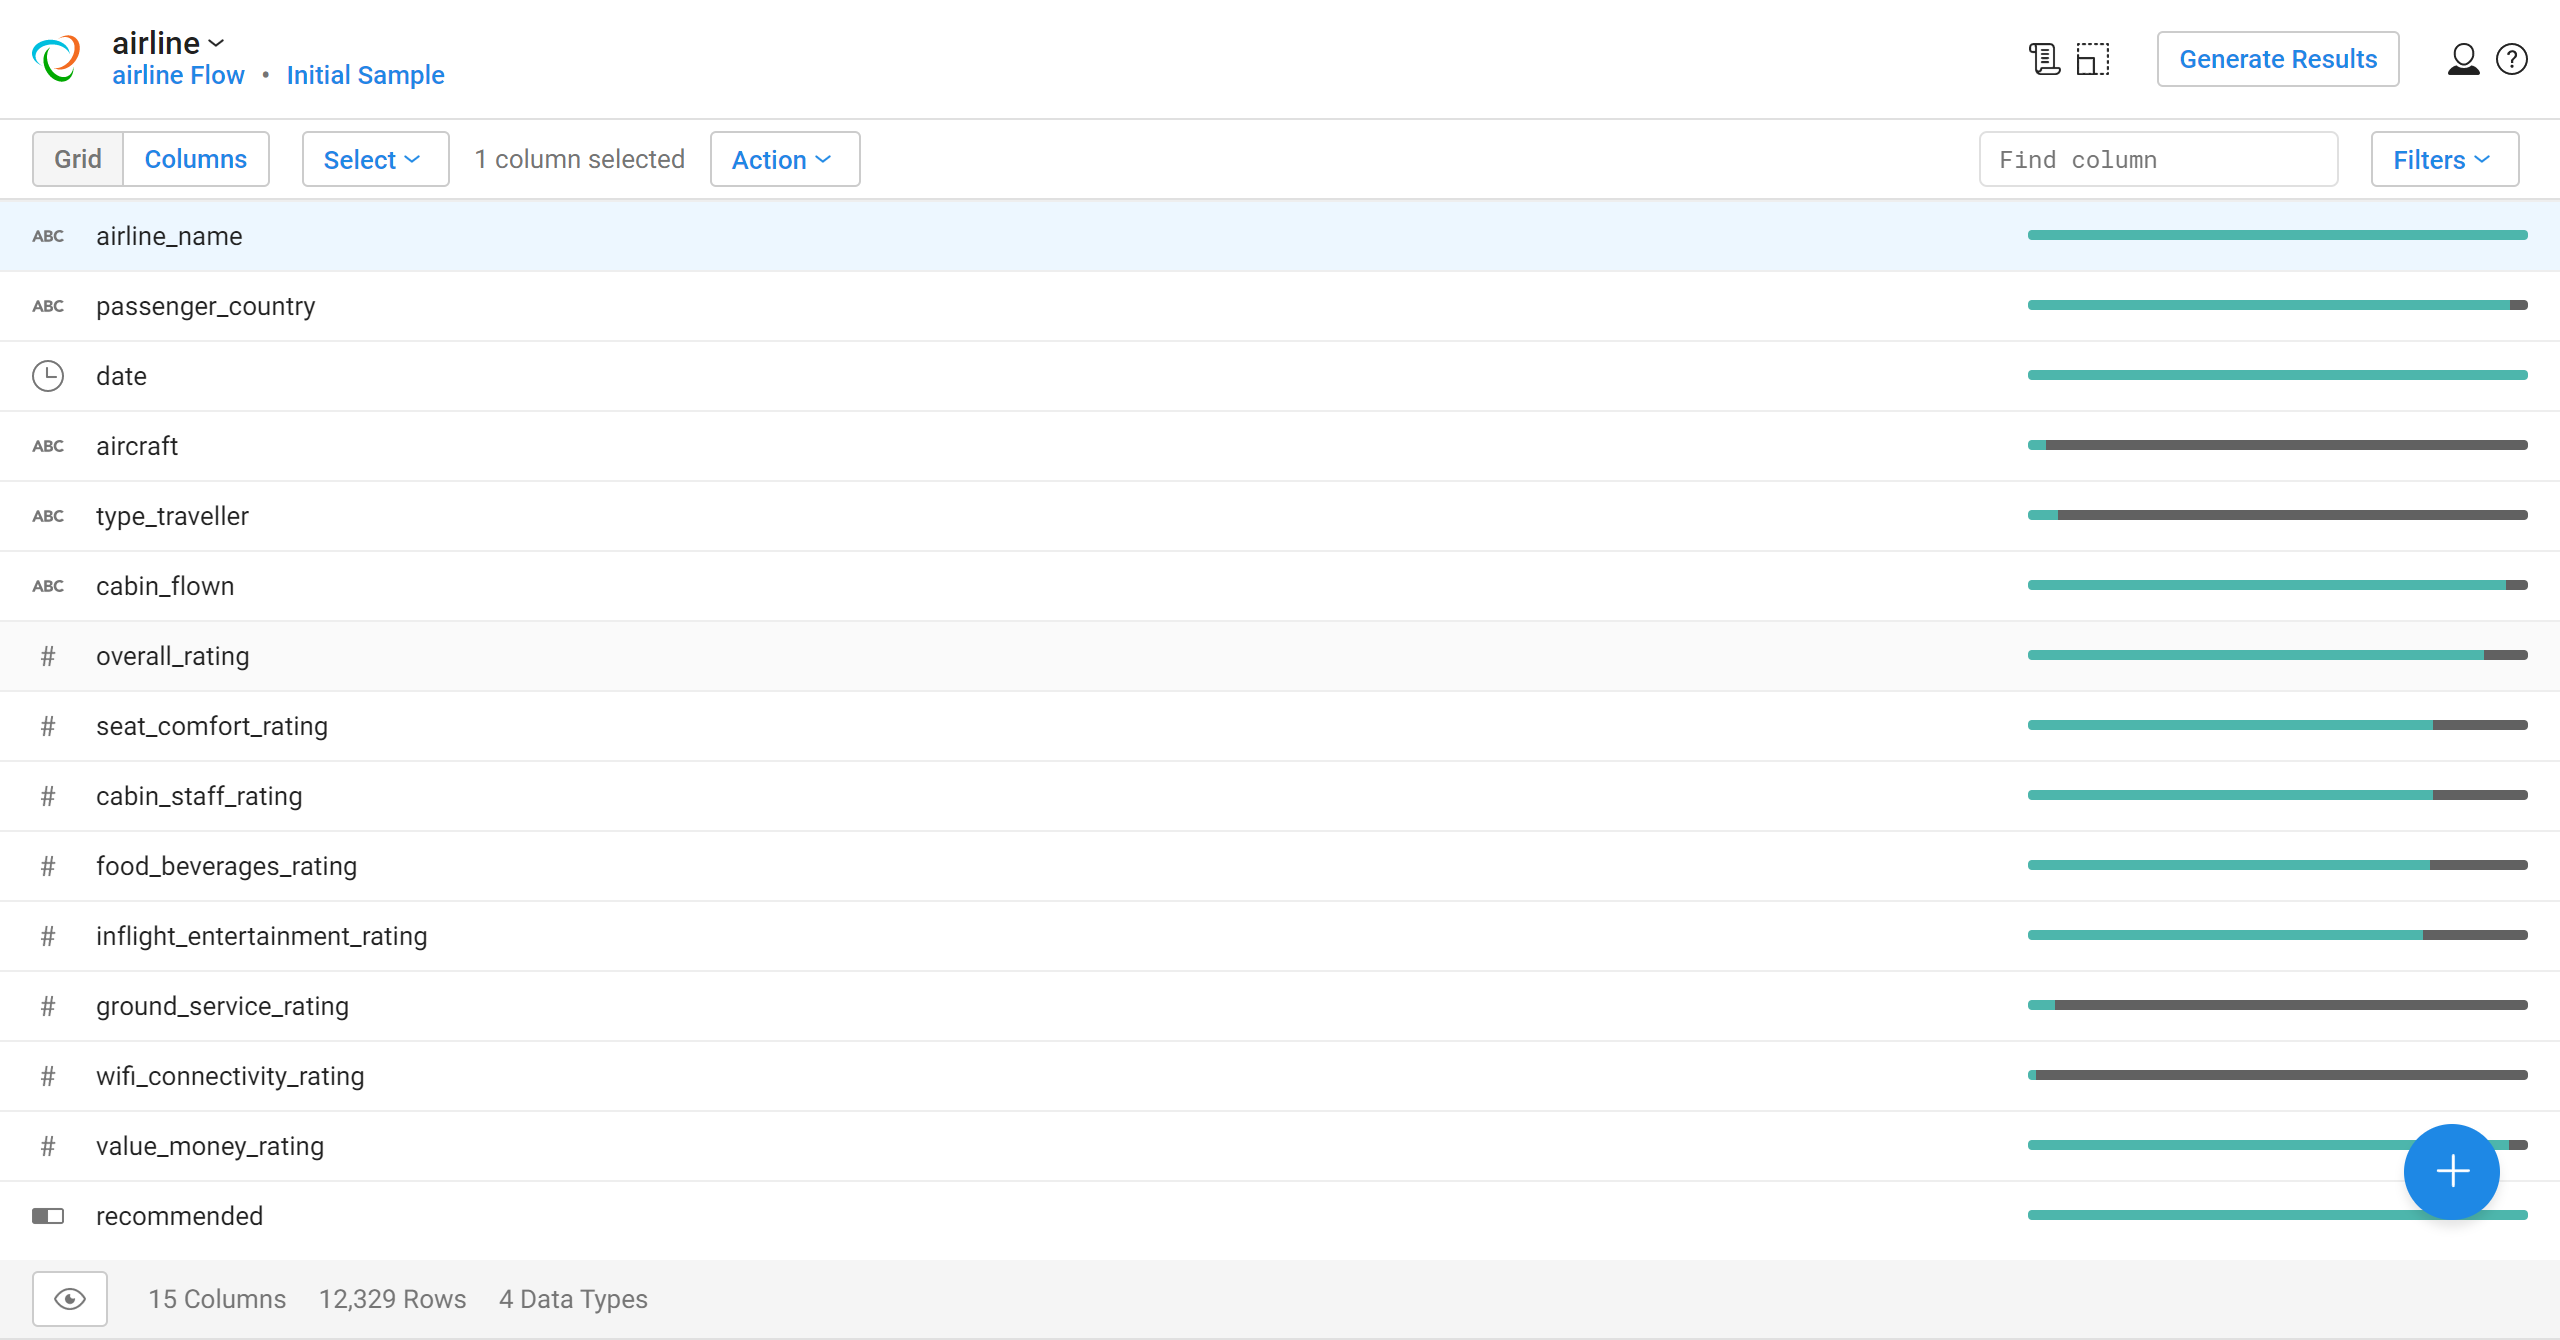 airline
airline Flow • Initial Sample
Generate Results
?
Grid Columns Select 1 column selected Action Find column Filters
ABC airline_name
ABC passenger_country
date
ABC aircraft
ABC type_traveller
ABC cabin_flown
# overall_rating
# seat_comfort_rating
# cabin_staff_rating
# food_beverages_rating
# inflight_entertainment_rating
# ground_service_rating
# wifi_connectivity_rating
# value_money_rating
recommended
15 Columns 12,329 Rows 4 Data Types